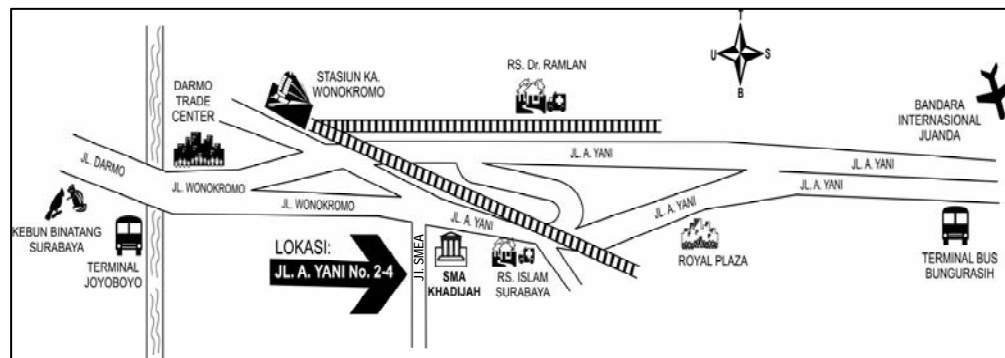 T
U
S
B
STASIUN KA.
WONOKROMO
RS. Dr. RAMLAN
DARMO
TRADE
CENTER
BANDARA
INTERNASIONAL
JUANDA
JL. DARMO
JL. WONOKROMO
JL. WONOKROMO
JL. A. YANI
JL. A. YANI
JL. A. YANI
JL. A. YANI
JL. A. YANI
KEBUN BINATANG
SURABAYA
TERMINAL
JOYOBOYO
LOKASI:
JL. A. YANI No. 2-4
Jl. SMEA
SMA
KHADIJAH
RS. ISLAM
SURABAYA
ROYAL PLAZA
TERMINAL BUS
BUNGURASIH